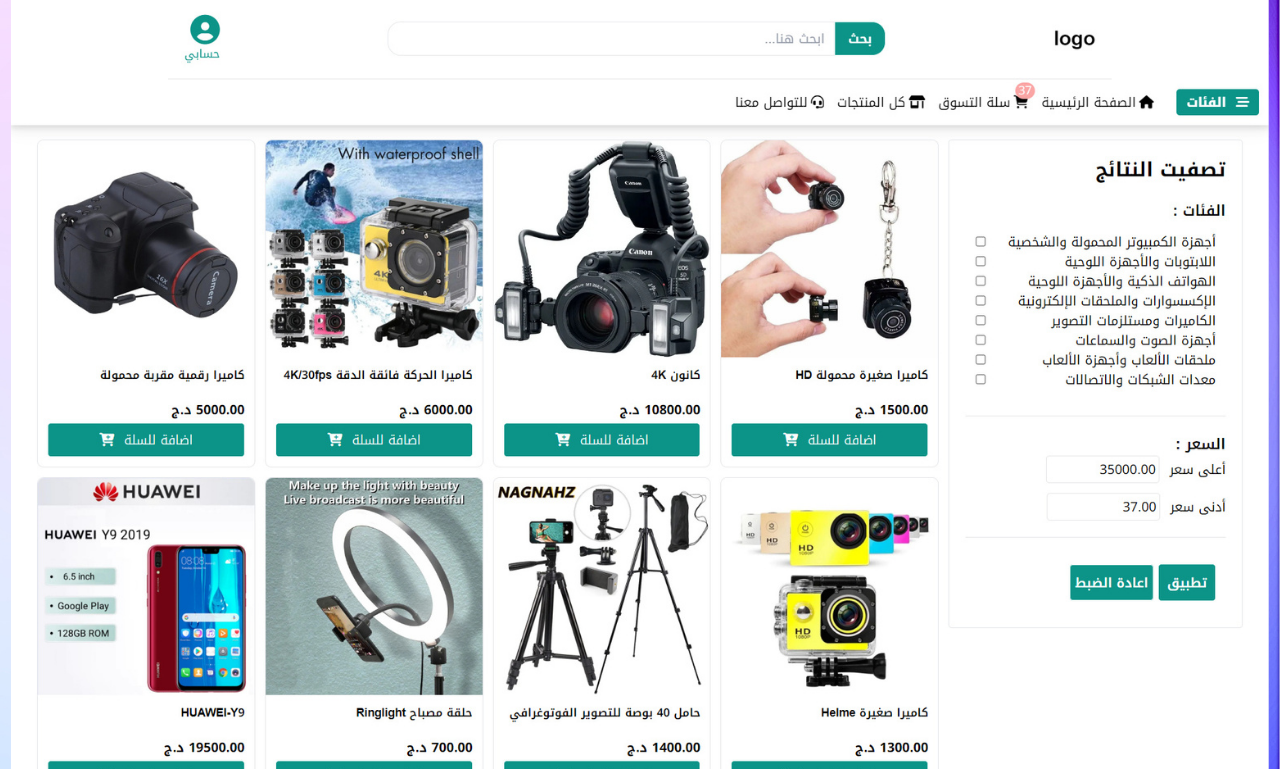 logo
بحث
ابحث هنا...
حسابي
الفئات
الصفحة الرئيسية
37
سلة التسوق
كل المنتجات
للتواصل معنا
تصفيت النتائج
الفئات :
أجهزة الكمبيوتر المحمولة والشخصية
اللابتوبات والأجهزة اللوحية
الهواتف الذكية والأجهزة اللوحية
الإكسسوارات والملحقات الإلكترونية
الكاميرات ومستلزمات التصوير
أجهزة الصوت والسماعات
ملحقات الألعاب وأجهزة الألعاب
معدات الشبكات والاتصالات
السعر :
أعلى سعر 35000.00
أدنى سعر 37.00
تطبيق
اعادة الضبط
كاميرا صغيرة محمولة HD
1500.00 د.ج
اضافة للسلة
Canon
Canon
EOS
كانون 4K
10800.00 د.ج
اضافة للسلة
With waterproof shell
4K
كاميرا الحركة فائقة الدقة 4K/30fps
6000.00 د.ج
اضافة للسلة
16X
Camera
كاميرا رقمية مقربة محمولة
5000.00 د.ج
اضافة للسلة
HD
HD
HD
HD
كاميرا صغيرة Helme
1300.00 د.ج
NAGNAHZ
حامل 40 بوصة للتصوير الفوتوغرافي
1400.00 د.ج
Make up the light with beauty
Live broadcast is more beautiful
حلقة مصباح Ringlight
700.00 د.ج
HUAWEI
HUAWEI Y9 2019
• 6.5 inch
• Google Play
• 128GB ROM
08:08
HUAWEI-Y9
19500.00 د.ج